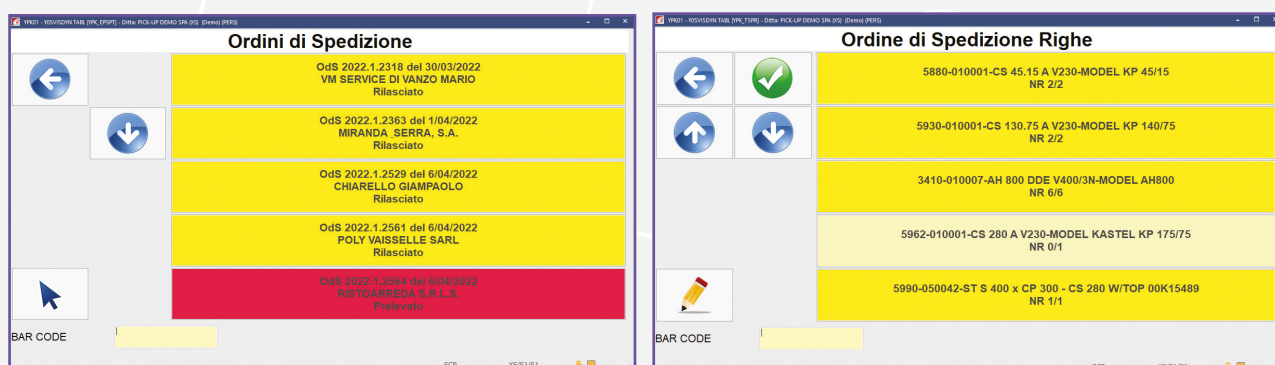 YPK01 - Y0SVISDYN TABL [YPK_EPSPT] - Ditta: PICK-UP DEMO SPA (XS) (Demo) (PERS)
Ordini di Spedizione
OdS 2022.1.2318 del 30/03/2022
VM SERVICE DI VANZO MARIO
Rilasciato
OdS 2022.1.2363 del 1/04/2022
MIRANDA_SERRA, S.A.
Rilasciato
OdS 2022.1.2529 del 6/04/2022
CHIARELLO GIAMPAOLO
Rilasciato
OdS 2022.1.2561 del 6/04/2022
POLY VAISSELLE SARL
Rilasciato
OdS 2022.1.2564 del 6/04/2022
RISTOARREDA S.R.L.S.
Prelevato
BAR CODE
YPK01 - Y0SVISDYN TABL [YPK_TSPR] - Ditta: PICK-UP DEMO SPA (XS) (Demo) (PERS)
Ordine di Spedizione Righe
5880-010001-CS 45.15 A V230-MODEL KP 45/15
NR 2/2
5930-010001-CS 130.75 A V230-MODEL KP 140/75
NR 2/2
3410-010007-AH 800 DDE V400/3N-MODEL AH800
NR 6/6
5962-010001-CS 280 A V230-MODEL KASTEL KP 175/75
NR 0/1
5990-050042-ST S 400 x CP 300 - CS 280 W/TOP 00K15489
NR 1/1
BAR CODE